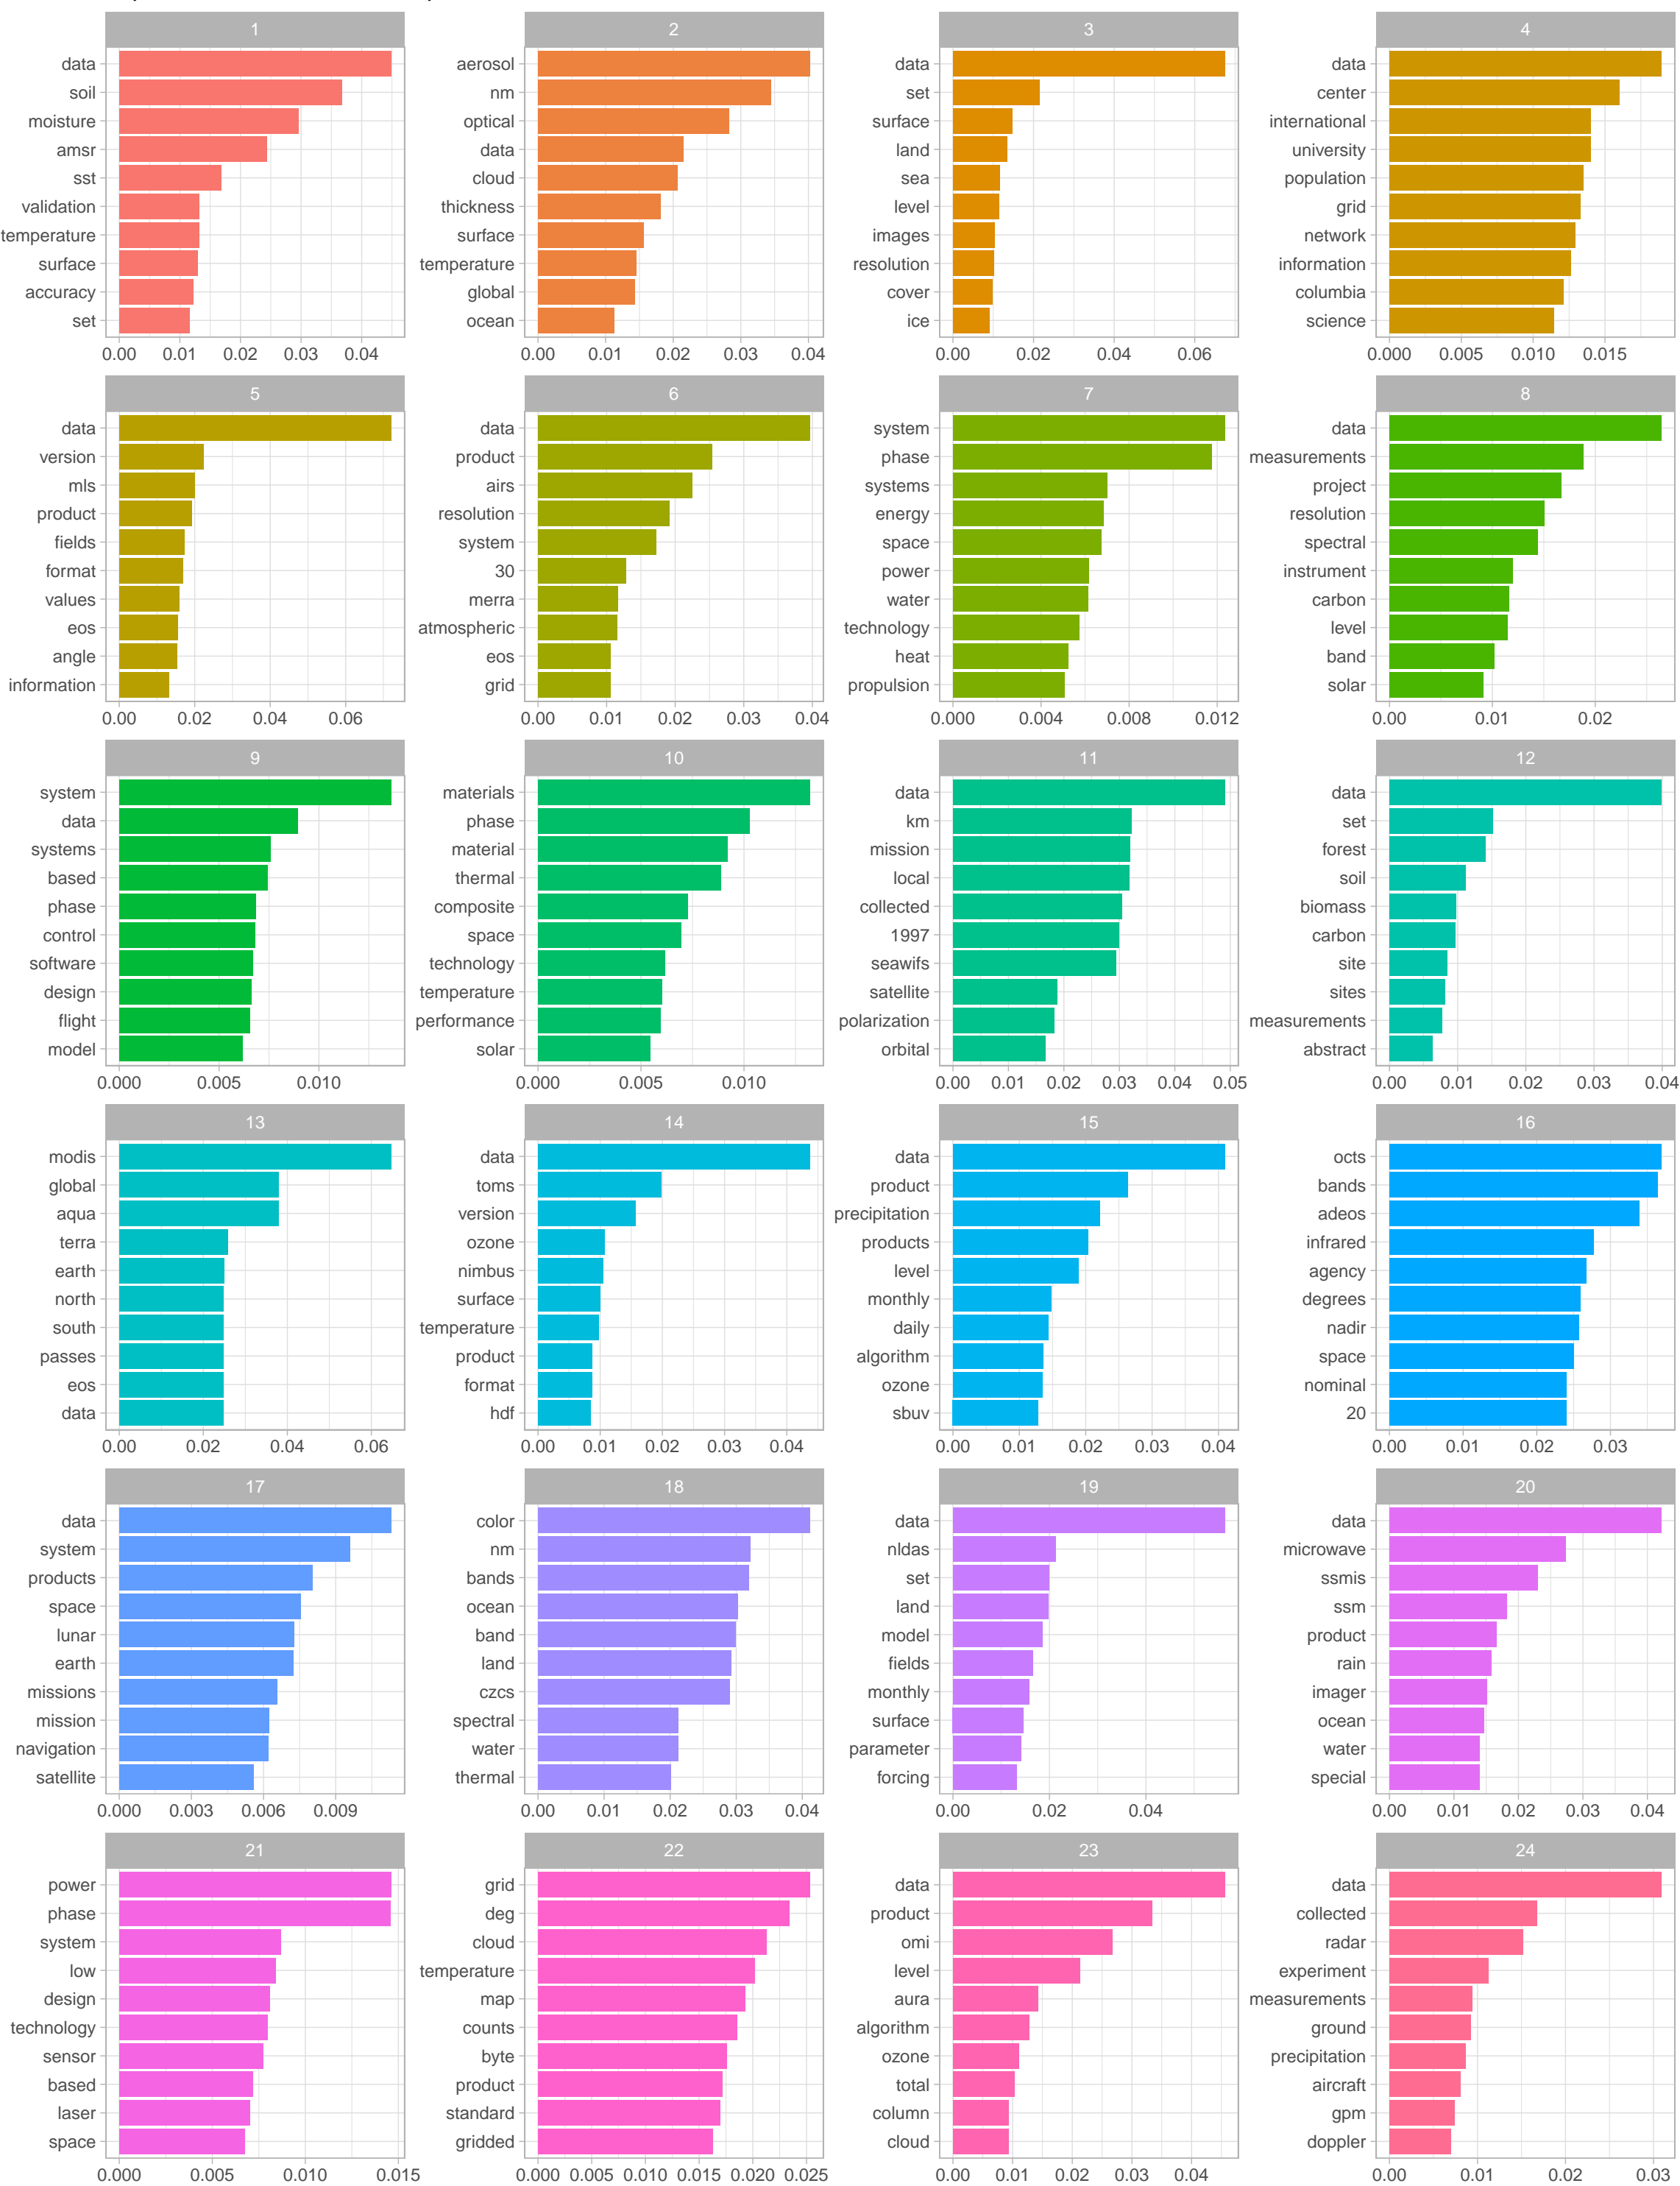 1
data
soil
moisture
amsr
sst
validation
temperature
surface
accuracy
set
0.00 0.01 0.02 0.03 0.04
2
aerosol
nm
optical
data
cloud
thickness
surface
temperature
global
ocean
0.00 0.01 0.02 0.03 0.04
3
data
set
surface
land
sea
level
images
resolution
cover
ice
0.00 0.02 0.04 0.06
4
data
center
international
university
population
grid
network
information
columbia
science
0.000 0.005 0.010 0.015
5
data
version
mls
product
fields
format
values
eos
angle
information
0.00 0.02 0.04 0.06
6
data
product
airs
resolution
system
30
merra
atmospheric
eos
grid
0.00 0.01 0.02 0.03 0.04
7
system
phase
systems
energy
space
power
water
technology
heat
propulsion
0.000 0.004 0.008 0.012
8
data
measurements
project
resolution
spectral
instrument
carbon
level
band
solar
0.00 0.01 0.02
9
system
data
systems
based
phase
control
software
design
flight
model
0.000 0.005 0.010
10
materials
phase
material
thermal
composite
space
technology
temperature
performance
solar
0.000 0.005 0.010
11
data
km
mission
local
collected
1997
seawifs
satellite
polarization
orbital
0.00 0.01 0.02 0.03 0.04 0.05
12
data
set
forest
soil
biomass
carbon
site
sites
measurements
abstract
0.00 0.01 0.02 0.03 0.04
13
modis
global
aqua
terra
earth
north
south
passes
eos
data
0.00 0.02 0.04 0.06
14
data
toms
version
ozone
nimbus
surface
temperature
product
format
hdf
0.00 0.01 0.02 0.03 0.04
15
data
product
precipitation
products
level
monthly
daily
algorithm
ozone
sbuv
0.00 0.01 0.02 0.03 0.04
16
octs
bands
adeos
infrared
agency
degrees
nadir
space
nominal
20
0.00 0.01 0.02 0.03
17
data
system
products
space
lunar
earth
missions
mission
navigation
satellite
0.000 0.003 0.006 0.009
18
color
nm
bands
ocean
band
land
czcs
spectral
water
thermal
0.00 0.01 0.02 0.03 0.04
19
data
nldas
set
land
model
fields
monthly
surface
parameter
forcing
0.00 0.02 0.04
20
data
microwave
ssmis
ssm
product
rain
imager
ocean
water
special
0.00 0.01 0.02 0.03 0.04
21
power
phase
system
low
design
technology
sensor
based
laser
space
0.000 0.005 0.010 0.015
22
grid
deg
cloud
temperature
map
counts
byte
product
standard
gridded
0.000 0.005 0.010 0.015 0.020 0.025
23
data
product
omi
level
aura
algorithm
ozone
total
column
cloud
0.00 0.01 0.02 0.03 0.04
24
data
collected
radar
experiment
measurements
ground
precipitation
aircraft
gpm
doppler
0.00 0.01 0.02 0.03